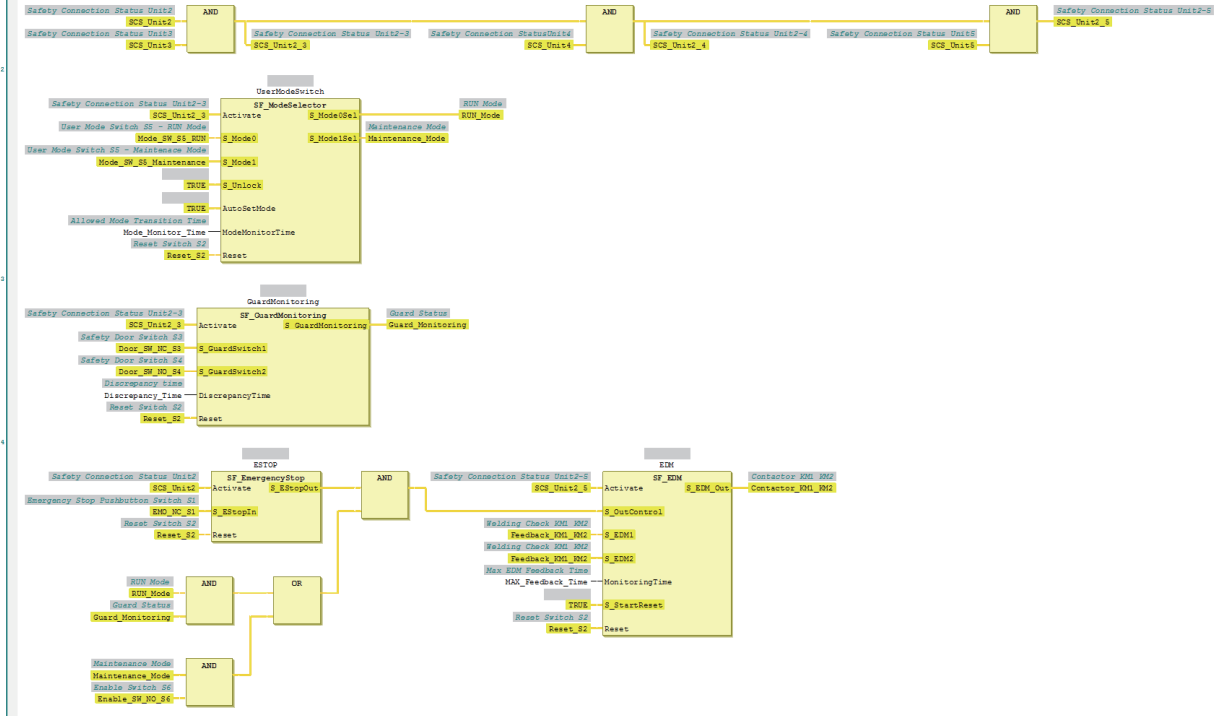 Safety Connection Status Unit2
SCS_Unit2
Safety Connection Status Unit3
SCS_Unit3
AND
Safety Connection Status Unit2-3
SCS_Unit2_3
Safety Connection StatusUnit4
SCS_Unit4
AND
Safety Connection Status Unit2-4
SCS_Unit2_4
Safety Connection Status Unit5
SCS_Unit5
AND
Safety Connection Status Unit2-5
SCS_Unit2_5
2
UserModeSwitch
SF_ModeSelector
Safety Connection Status Unit2-3
SCS_Unit2_3
Activate
S_Mode0Sel
RUN Mode
RUN_Mode
User Mode Switch S5 - RUN Mode
Mode_SW_S5_RUN
S_Mode0
S_Mode1Sel
Maintenance Mode
Maintenance_Mode
User Mode Switch S5 - Maintenace Mode
Mode_SW_S5_Maintenance
S_Mode1
TRUE
S_Unlock
TRUE
AutoSetMode
Allowed Mode Transition Time
Mode_Monitor_Time
ModeMonitorTime
Reset Switch S2
Reset_S2
Reset
3
GuardMonitoring
SF_GuardMonitoring
Safety Connection Status Unit2-3
SCS_Unit2_3
Activate
S_GuardMonitoring
Guard Status
Guard_Monitoring
Safety Door Switch S3
Door_SW_NC_S3
S_GuardSwitch1
Safety Door Switch S4
Door_SW_NO_S4
S_GuardSwitch2
Discrepancy time
Discrepancy_Time
DiscrepancyTime
Reset Switch S2
Reset_S2
Reset
4
ESTOP
SF_EmergencyStop
Safety Connection Status Unit2
SCS_Unit2
Activate
S_EStopOut
Emergency Stop Pushbutton Switch S1
EMO_NC_S1
S_EStopIn
Reset Switch S2
Reset_S2
Reset
AND
EDM
SF_EDM
Safety Connection Status Unit2-5
SCS_Unit2_5
Activate
S_EDM_Out
Contactor KM1_KM2
Contactor_KM1_KM2
S_OutControl
Welding Check KM1 KM2
Feedback_KM1_KM2
S_EDM1
Welding Check KM1 KM2
Feedback_KM1_KM2
S_EDM2
Max EDM Feedback Time
MAX_Feedback_Time
MonitoringTime
TRUE
S_StartReset
Reset Switch S2
Reset_S2
Reset
RUN Mode
RUN_Mode
Guard Status
Guard_Monitoring
AND
OR
Maintenance Mode
Maintenance_Mode
Enable Switch S6
Enable_SW_NO_S6
AND